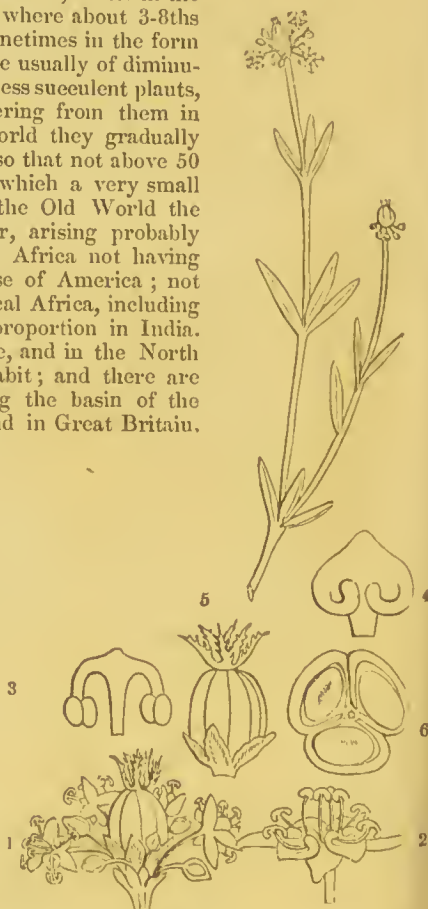 where about 3-8ths
netimes in the form
e usually of diminu-
ess succulent plants,
ering from them in
orld they gradually
so that not above 50
which a very small
the Old World the
r, arising probably
Africa not having
se of America ; not
cal Africa, including
proportion in India.
e, and in the North
abit ; and there are
g the basin of the
d in Great Britain.
5
4
3
6
1
2